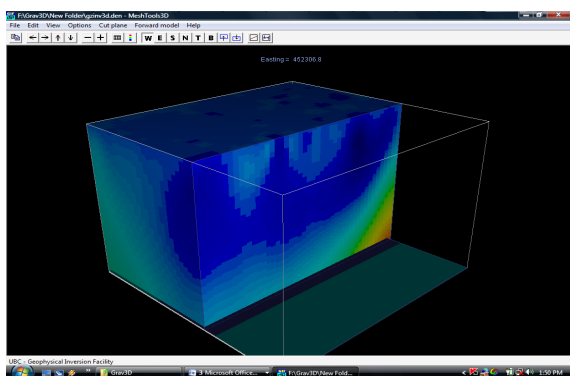 F:\Grav3D\New Folder\gzinv3d.den - MeshTools3D
File Edit View Options Cut plane Forward model Help
W E S N T B
Easting = 452306.0
UBC - Geophysical Inversion Facility
Grav3D 3 Microsoft Office... F:\Grav3D\New Fold... 1:50 PM